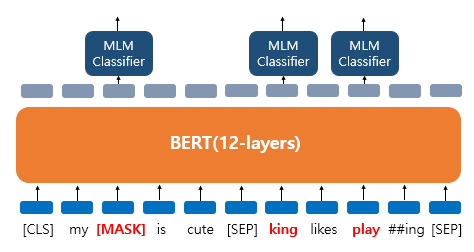 MLM
Classifier
MLM
Classifier
MLM
Classifier
BERT(12-layers)
[CLS] my [MASK] is cute [SEP] king likes play ##ing [SEP]